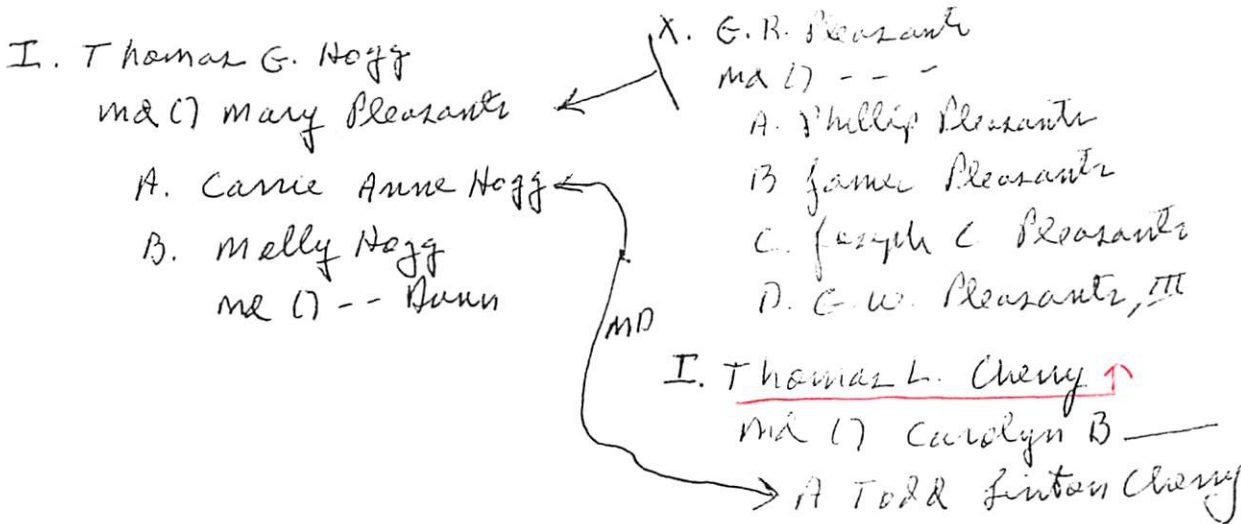 I. Thomas G. Hogg
md () Mary Pleasants
A. Carrie Anne Hogg
B. Melly Hogg
md () -- Dunn
X. G. R. Pleasants
md () - - -
A. Phillip Pleasants
B James Pleasants
C. Joseph C Pleasants
D. G. W. Pleasants, III
MD
I. Thomas L. Cherry ↑
md () Carolyn B ——
A Todd Linton Cherry